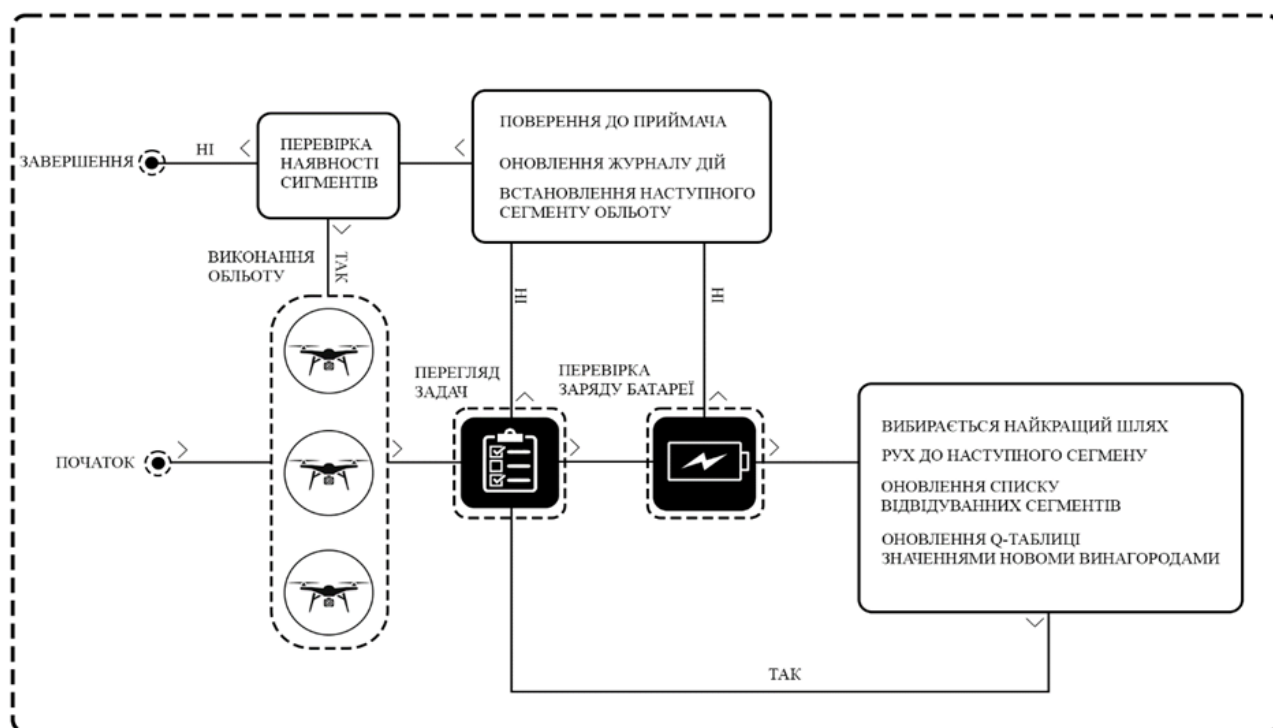 ПОВЕРЕННЯ ДО ПРИЙМАЧА
ОНОВЛЕННЯ ЖУРНАЛУ ДІЙ
ВСТАНОВЛЕННЯ НАСТУПНОГО
СЕГМЕНТУ ОБЛЬОТУ
ПЕРЕВІРКА
НАЯВНОСТІ
СИГМЕНТІВ
НІ
ЗАВЕРШЕННЯ
ВИКОНАННЯ
ОБЛЬОТУ
ТАК
НІ
НІ
ПЕРЕГЛЯД
ЗАДАЧ
ПЕРЕВІРКА
ЗАРЯДУ БАТАРЕЇ
ПОЧАТОК
ВИБИРАЄТЬСЯ НАЙКРАЩИЙ ШЛЯХ
РУХ ДО НАСТУПНОГО СЕГМЕНУ
ОНОВЛЕННЯ СПИСКУ
ВІДВІДУВАННИХ СЕГМЕНТІВ
ОНОВЛЕННЯ Q-ТАБЛИЦІ
ЗНАЧЕННЯМИ НОВОМИ ВИНАГОРОДАМИ
ТАК